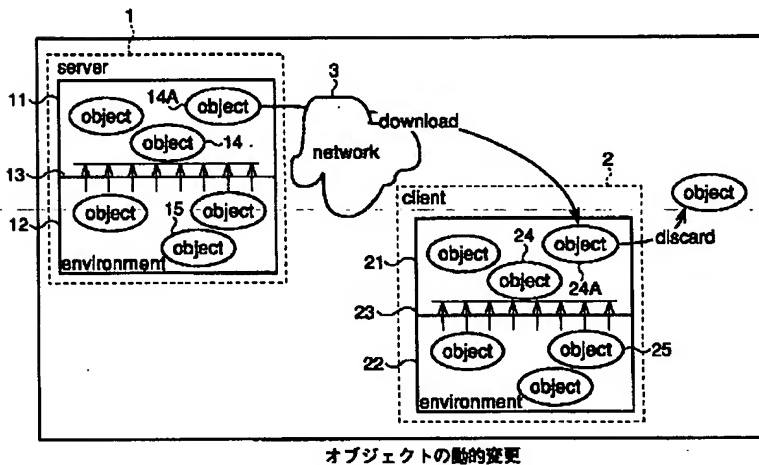 1
server
11
14A
object
object
object
14
13
object
15
object
12
object
environment
3
network
download
2
client
object
discard
24
object
21
object
object
24A
23
object
object
25
22
object
environment
オブジェクトの動的変更